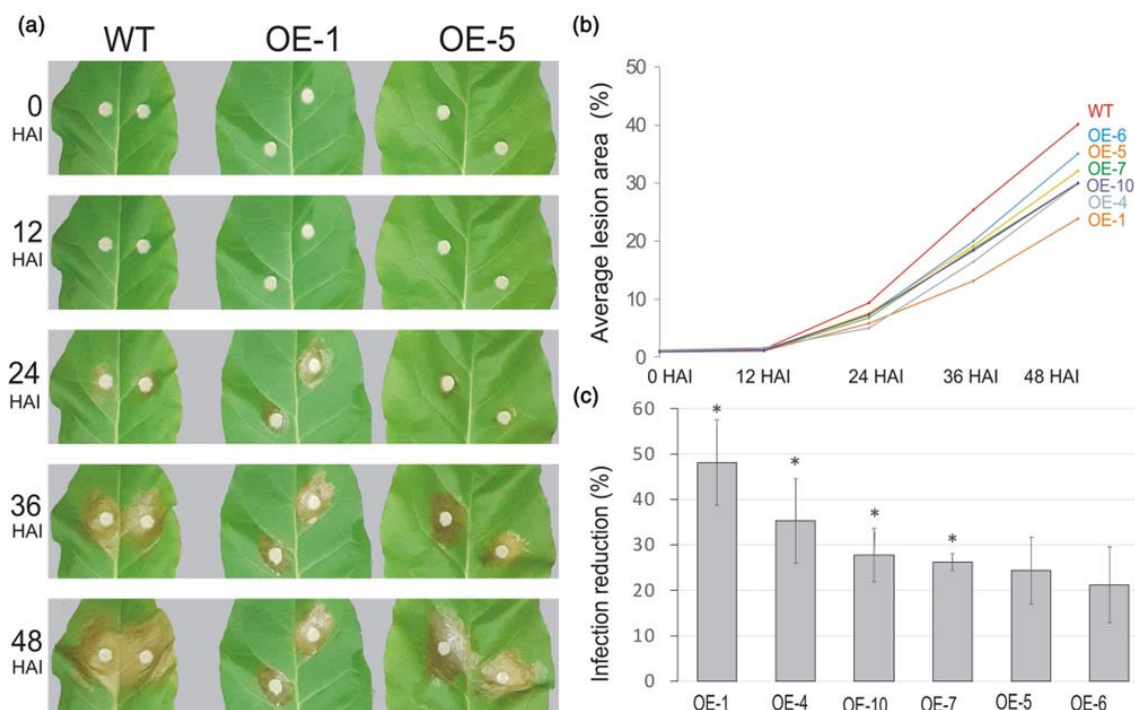 (a)
WT OE-1 OE-5
0
HAI
12
HAI
24
HAI
36
HAI
48
HAI
(b)
Average lesion area (%)
50
40
30
20
10
0
0 HAI 12 HAI 24 HAI 36 HAI 48 HAI
WT
OE-6
OE-5
OE-7
OE-10
OE-4
OE-1
(c)
Infection reduction (%)
60
50
40
30
20
10
0
* * * *
OE-1 OE-4 OE-10 OE-7 OE-5 OE-6